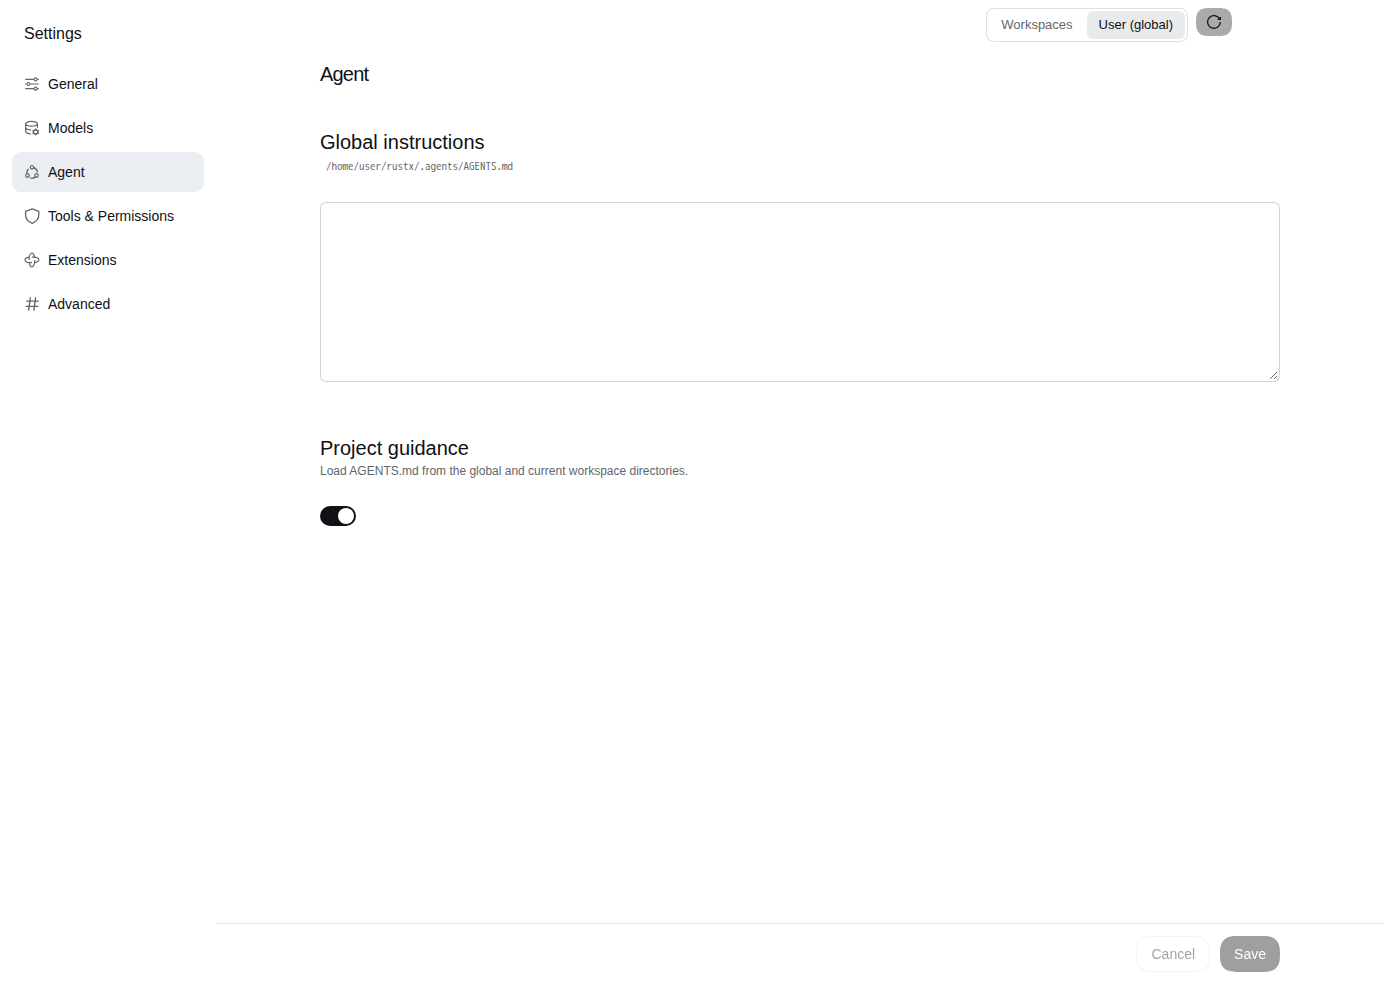 Settings
Workspaces
User (global)
General
Models
Agent
Tools & Permissions
Extensions
Advanced
Agent
Global instructions
/home/user/rustx/.agents/AGENTS.md
Project guidance
Load AGENTS.md from the global and current workspace directories.
Cancel
Save